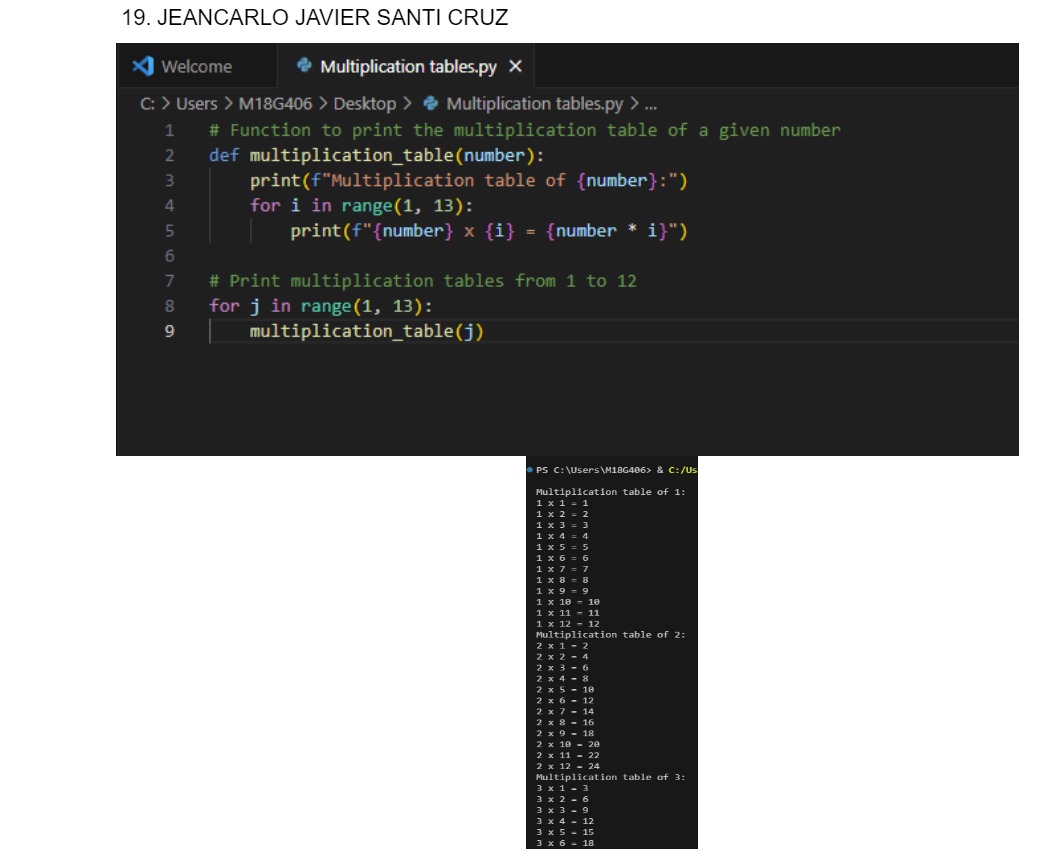 19. JEANCARLO JAVIER SANTI CRUZ
Welcome
Multiplication tables.py
C: > Users > M18G406 > Desktop > Multiplication tables.py > ...
1 # Function to print the multiplication table of a given number
2 def multiplication_table(number):
3 print(f"Multiplication table of {number}:")
4 for i in range(1, 13):
5 print(f"{number} x {i} = {number * i}")
6
7 # Print multiplication tables from 1 to 12
8 for j in range(1, 13):
9 multiplication_table(j)
PS C:\Users\M18G406> & C:/Us
Multiplication table of 1:
1 x 1 = 1
1 x 2 = 2
1 x 3 = 3
1 x 4 = 4
1 x 5 = 5
1 x 6 = 6
1 x 7 = 7
1 x 8 = 8
1 x 9 = 9
1 x 10 = 10
1 x 11 = 11
1 x 12 = 12
Multiplication table of 2:
2 x 1 = 2
2 x 2 = 4
2 x 3 = 6
2 x 4 = 8
2 x 5 = 10
2 x 6 = 12
2 x 7 = 14
2 x 8 = 16
2 x 9 = 18
2 x 10 = 20
2 x 11 = 22
2 x 12 = 24
Multiplication table of 3:
3 x 1 = 3
3 x 2 = 6
3 x 3 = 9
3 x 4 = 12
3 x 5 = 15
3 x 6 = 18